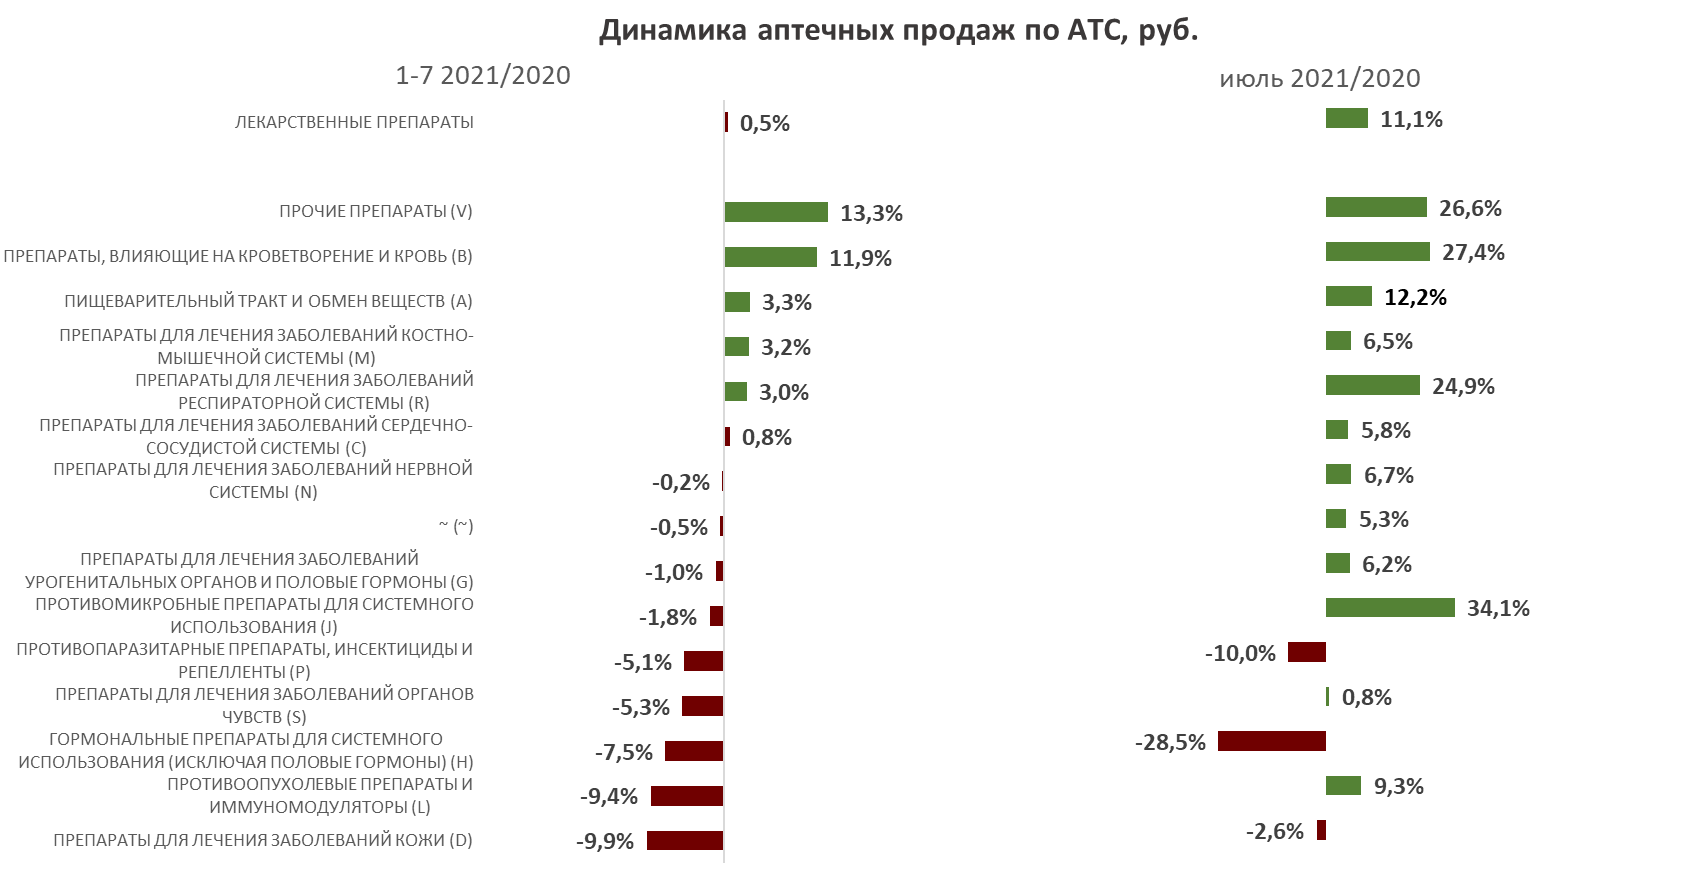 Динамика аптечных продаж по АТС, руб.
1-7 2021/2020
июль 2021/2020
ЛЕКАРСТВЕННЫЕ ПРЕПАРАТЫ
0,5%
11,1%
ПРОЧИЕ ПРЕПАРАТЫ (V)
13,3%
26,6%
ПРЕПАРАТЫ, ВЛИЯЮЩИЕ НА КРОВЕТВОРЕНИЕ И КРОВЬ (B)
11,9%
27,4%
ПИЩЕВАРИТЕЛЬНЫЙ ТРАКТ И ОБМЕН ВЕЩЕСТВ (A)
3,3%
12,2%
ПРЕПАРАТЫ ДЛЯ ЛЕЧЕНИЯ ЗАБОЛЕВАНИЙ КОСТНО-
МЫШЕЧНОЙ СИСТЕМЫ (M)
3,2%
6,5%
ПРЕПАРАТЫ ДЛЯ ЛЕЧЕНИЯ ЗАБОЛЕВАНИЙ
РЕСПИРАТОРНОЙ СИСТЕМЫ (R)
3,0%
24,9%
ПРЕПАРАТЫ ДЛЯ ЛЕЧЕНИЯ ЗАБОЛЕВАНИЙ СЕРДЕЧНО-
СОСУДИСТОЙ СИСТЕМЫ (C)
0,8%
5,8%
ПРЕПАРАТЫ ДЛЯ ЛЕЧЕНИЯ ЗАБОЛЕВАНИЙ НЕРВНОЙ
СИСТЕМЫ (N)
-0,2%
6,7%
~ (~)
-0,5%
5,3%
ПРЕПАРАТЫ ДЛЯ ЛЕЧЕНИЯ ЗАБОЛЕВАНИЙ
УРОГЕНИТАЛЬНЫХ ОРГАНОВ И ПОЛОВЫЕ ГОРМОНЫ (G)
-1,0%
6,2%
ПРОТИВОМИКРОБНЫЕ ПРЕПАРАТЫ ДЛЯ СИСТЕМНОГО
ИСПОЛЬЗОВАНИЯ (J)
-1,8%
34,1%
ПРОТИВОПАРАЗИТАРНЫЕ ПРЕПАРАТЫ, ИНСЕКТИЦИДЫ И
РЕПЕЛЛЕНТЫ (P)
-5,1%
-10,0%
ПРЕПАРАТЫ ДЛЯ ЛЕЧЕНИЯ ЗАБОЛЕВАНИЙ ОРГАНОВ
ЧУВСТВ (S)
-5,3%
0,8%
ГОРМОНАЛЬНЫЕ ПРЕПАРАТЫ ДЛЯ СИСТЕМНОГО
ИСПОЛЬЗОВАНИЯ (ИСКЛЮЧАЯ ПОЛОВЫЕ ГОРМОНЫ) (H)
-7,5%
-28,5%
ПРОТИВООПУХОЛЕВЫЕ ПРЕПАРАТЫ И
ИММУНОМОДУЛЯТОРЫ (L)
-9,4%
9,3%
ПРЕПАРАТЫ ДЛЯ ЛЕЧЕНИЯ ЗАБОЛЕВАНИЙ КОЖИ (D)
-9,9%
-2,6%